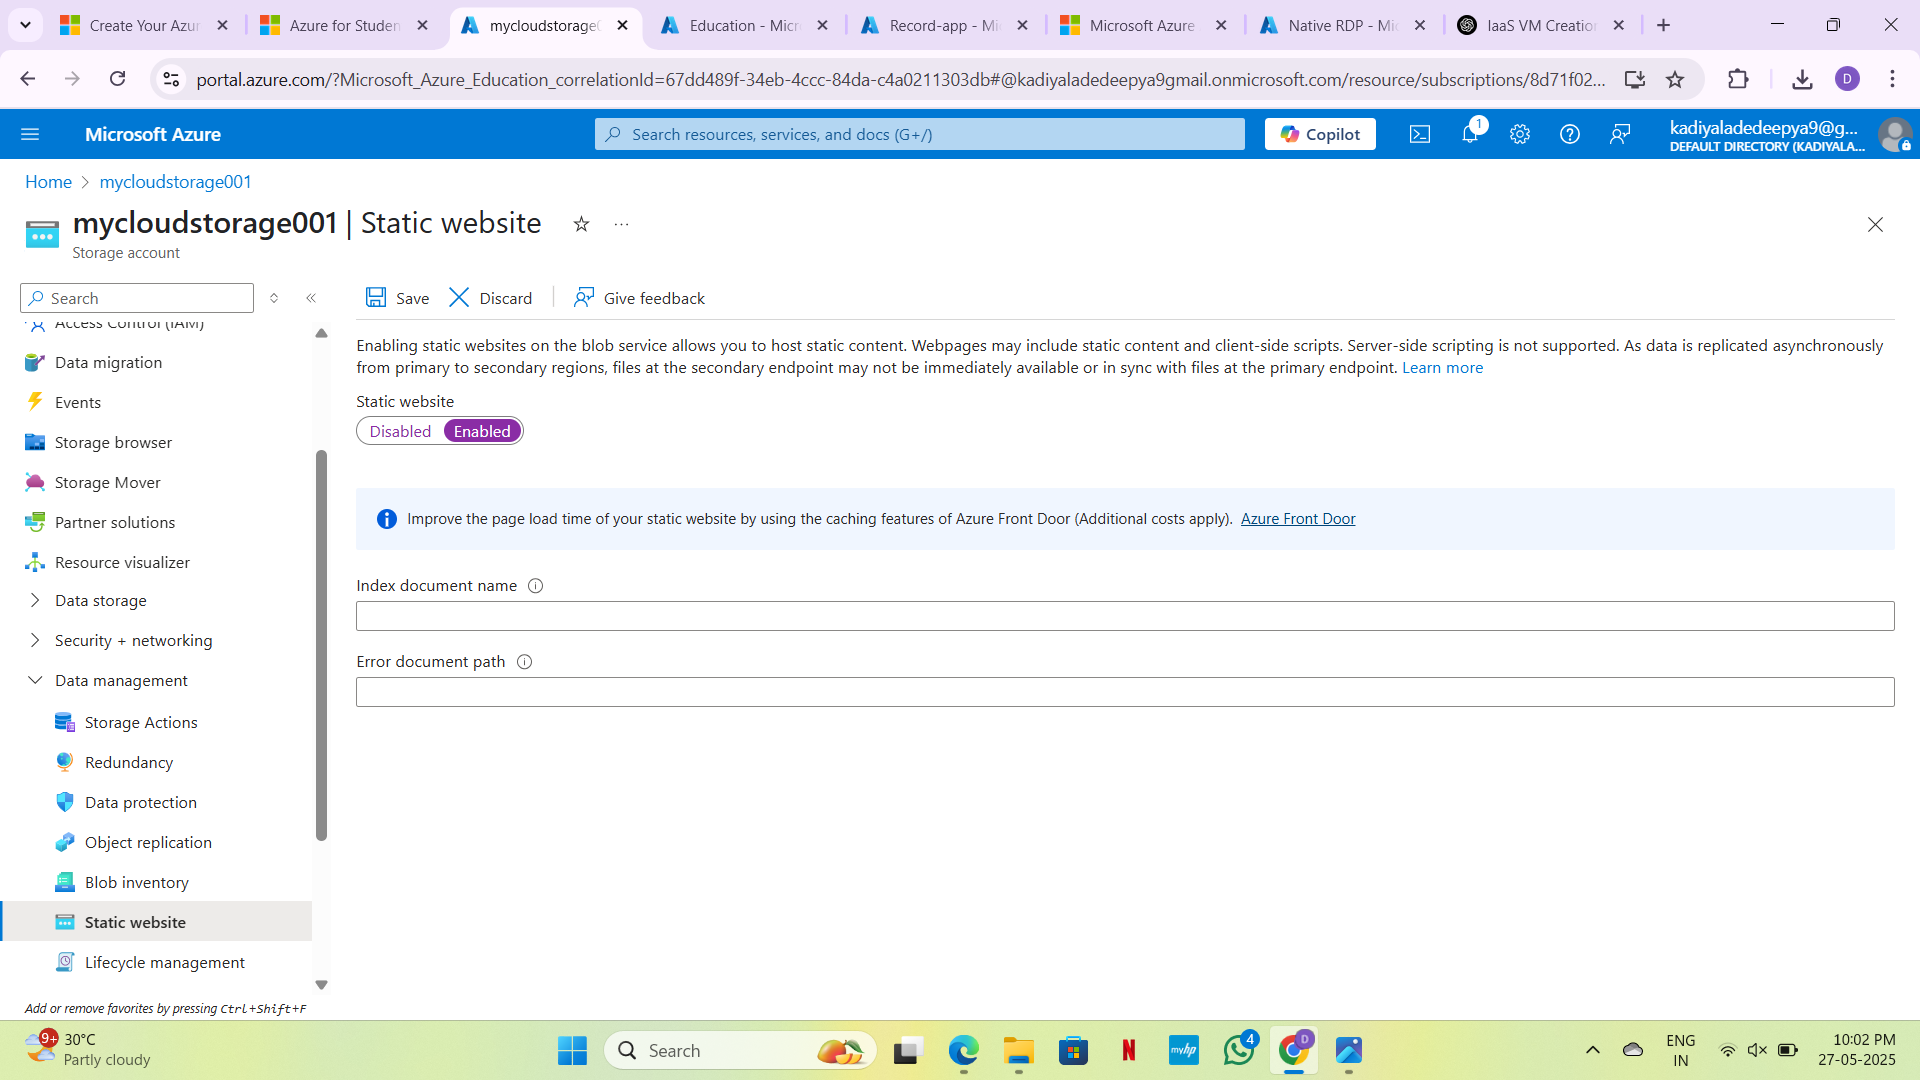 Create Your Azur
Azure for Studen
mycloudstorage0
Education - Micr
Record-app - Mi
Microsoft Azure
Native RDP - Mi
IaaS VM Creation
portal.azure.com/?Microsoft_Azure_Education_correlationId=67dd489f-34eb-4ccc-84da-c4a0211303db#@kadiyaladedeepya9gmail.onmicrosoft.com/resource/subscriptions/8d71f02...
D
Microsoft Azure
Search resources, services, and docs (G+/)
Copilot
1
kadiyaladedeepya9@g...
DEFAULT DIRECTORY (KADIYALA...
Home > mycloudstorage001
mycloudstorage001 | Static website
Storage account
Search
Save
Discard
Give feedback
Access Control (IAM)
Data migration
Events
Storage browser
Storage Mover
Partner solutions
Resource visualizer
Data storage
Security + networking
Data management
Storage Actions
Redundancy
Data protection
Object replication
Blob inventory
Static website
Lifecycle management
Add or remove favorites by pressing Ctrl+Shift+F
Enabling static websites on the blob service allows you to host static content. Webpages may include static content and client-side scripts. Server-side scripting is not supported. As data is replicated asynchronously
from primary to secondary regions, files at the secondary endpoint may not be immediately available or in sync with files at the primary endpoint. Learn more
Static website
Disabled Enabled
Improve the page load time of your static website by using the caching features of Azure Front Door (Additional costs apply). Azure Front Door
Index document name
Error document path
9+
30°C
Partly cloudy
Search
N
myhp
4
D
ENG
IN
10:02 PM
27-05-2025